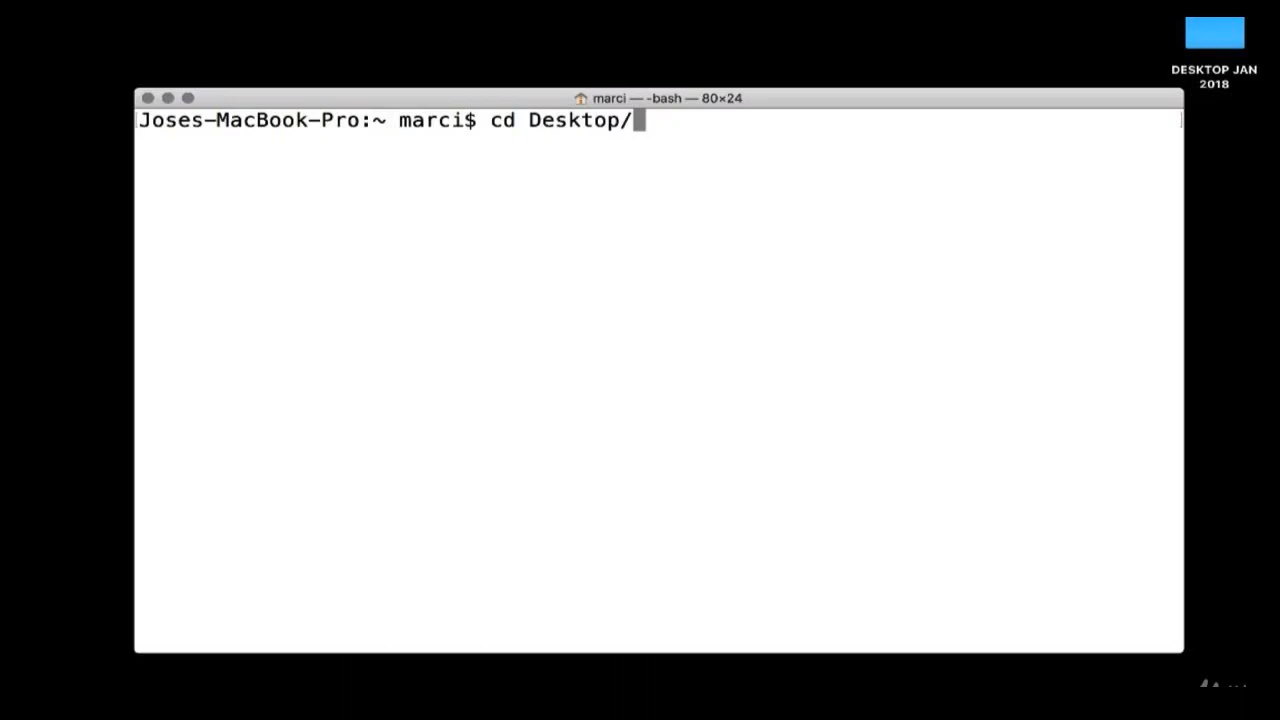 DESKTOP JAN
2018
marci — -bash — 80×24
Joses-MacBook-Pro:~ marci$ cd Desktop/